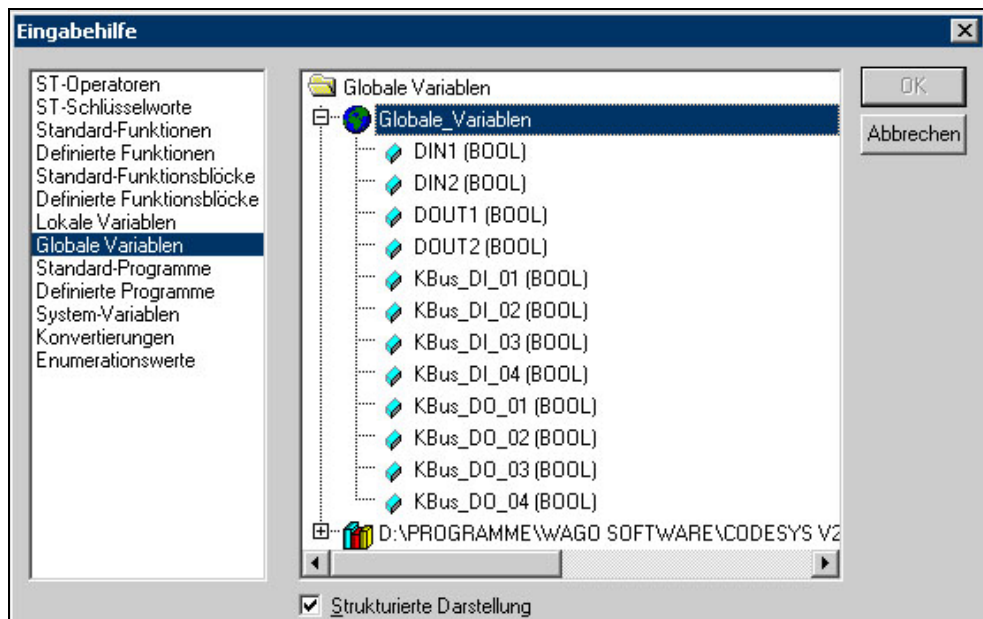 Eingabehilfe
ST-Operatoren
ST-Schlüsselworte
Standard-Funktionen
Definierte Funktionen
Standard-Funktionsblöcke
Definierte Funktionsblöcke
Lokale Variablen
Globale Variablen
Standard-Programme
Definierte Programme
System-Variablen
Konvertierungen
Enumerationswerte
Globale Variablen
Globale_Variablen
DIN1 (BOOL)
DIN2 (BOOL)
DOUT1 (BOOL)
DOUT2 (BOOL)
KBus_DI_01 (BOOL)
KBus_DI_02 (BOOL)
KBus_DI_03 (BOOL)
KBus_DI_04 (BOOL)
KBus_DO_01 (BOOL)
KBus_DO_02 (BOOL)
KBus_DO_03 (BOOL)
KBus_DO_04 (BOOL)
D:\PROGRAMME\WAGO SOFTWARE\CODESYS V2
OK
Abbrechen
Strukturierte Darstellung